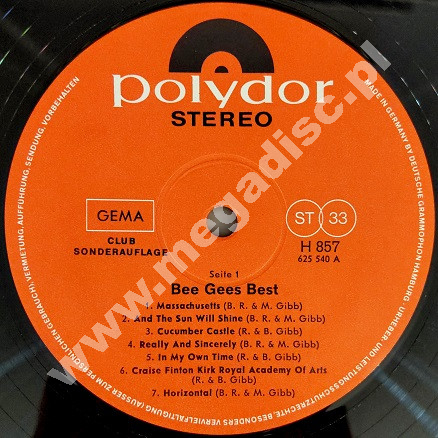 polydor
STEREO
GEMA
CLUB
SONDERAUFLAGE
ST 33
H 857
625 540 A
Seite 1
Bee Gees Best
1. Massachusetts (B. R. & M. Gibb)
2. And The Sun Will Shine (B. R. & M. Gibb)
3. Cucumber Castle (R. & B. Gibb)
4. Really And Sincerely (B. R. & M. Gibb)
5. In My Own Time (R. & B. Gibb)
6. Craise Finton Kirk Royal Academy Of Arts
(R. & B. Gibb)
7. Horizontal (B. R. & M. Gibb)
MADE IN GERMANY BY DEUTSCHE GRAMMOPHON HAMBURG · URHEBER- UND LEISTUNGSSCHUTZRECHTE, BESONDERS VERVIELFÄLTIGUNG (AUSSER ZUM PERSÖNLICHEN GEBRAUCH), VERMIETUNG, AUFFÜHRUNG, SENDUNG, VORBEHALTEN
www.megadisc.pl